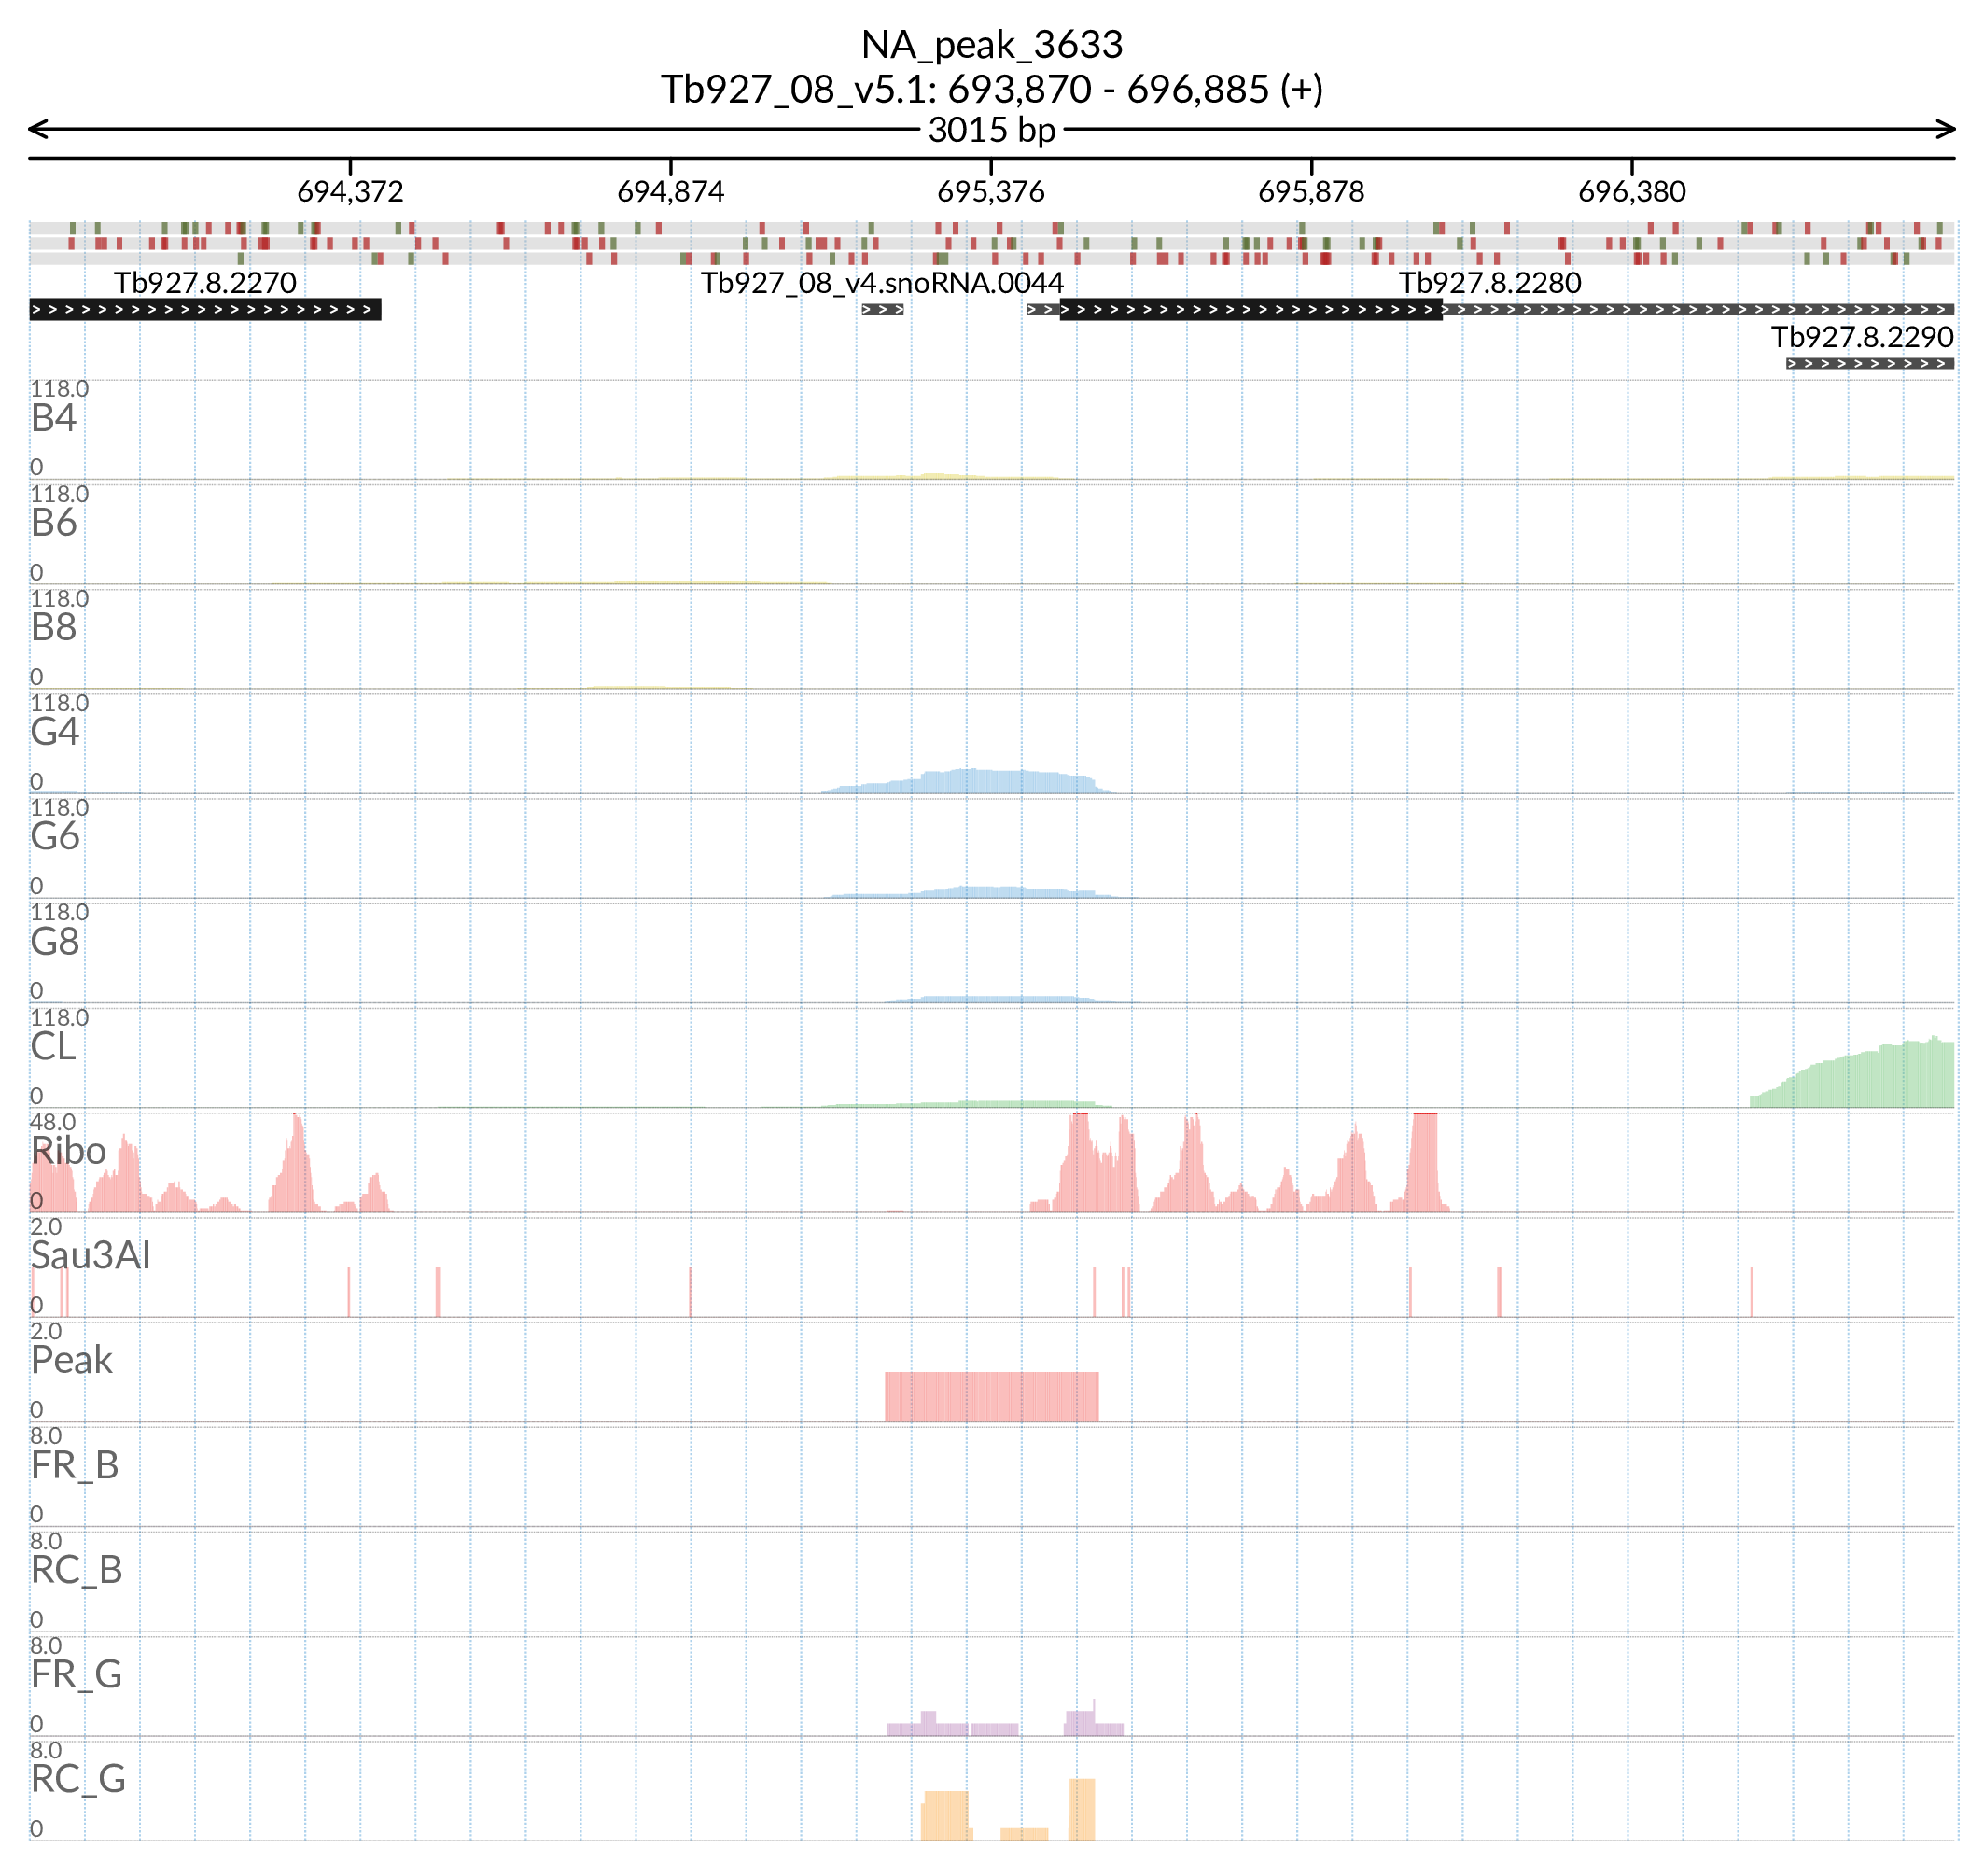 NA_peak_3633
Tb927_08_v5.1: 693,870 - 696,885 (+)
3015 bp
694,372 694,874 695,376 695,878 696,380
Tb927.8.2270 Tb927_08_v4.snoRNA.0044 Tb927.8.2280
Tb927.8.2290
118.0
B4
0
118.0
B6
0
118.0
B8
0
118.0
G4
0
118.0
G6
0
118.0
G8
0
118.0
CL
0
48.0
Ribo
0
2.0
Sau3AI
0
2.0
Peak
0
8.0
FR_B
0
8.0
RC_B
0
8.0
FR_G
0
8.0
RC_G
0